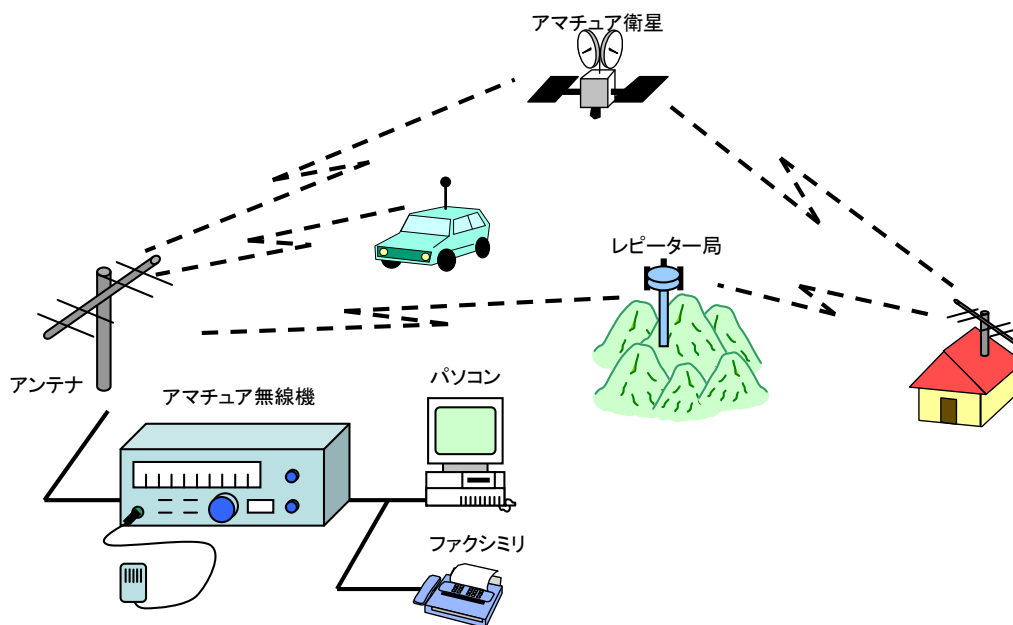 アマチュア衛星
レピーター局
アンテナ
アマチュア無線機
パソコン
ファクシミリ